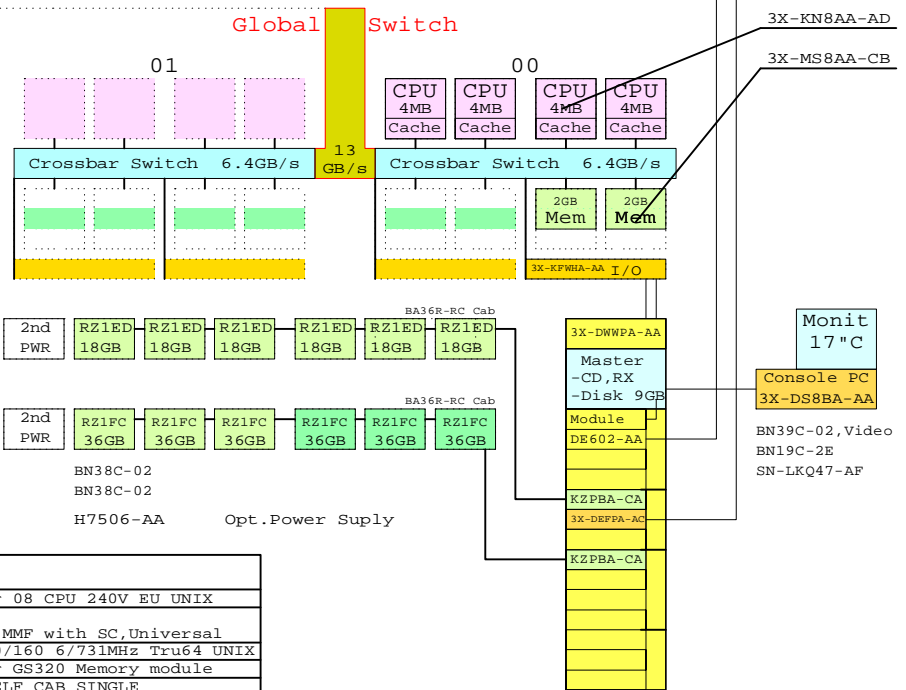 Global Switch
3X-KN8AA-AD
3X-MS8AA-CB
01
00
CPU CPU CPU CPU
4MB 4MB 4MB 4MB
Cache Cache Cache Cache
Crossbar Switch 6.4GB/s
13
GB/s
Crossbar Switch 6.4GB/s
2GB 2GB
Mem Mem
3X-KFWHA-AA I/O
BA36R-RC Cab
2nd
PWR
RZ1ED RZ1ED RZ1ED RZ1ED RZ1ED RZ1ED
18GB 18GB 18GB 18GB 18GB 18GB
BA36R-RC Cab
2nd
PWR
RZ1FC RZ1FC RZ1FC RZ1FC RZ1FC RZ1FC
36GB 36GB 36GB 36GB 36GB 36GB
BN38C-02
BN38C-02
H7506-AA Opt.Power Suply
3X-DWWPA-AA
Master
-CD,RX
-Disk 9GB
Module
DE602-AA
KZPBA-CA
3X-DEFPA-AC
KZPBA-CA
Monit
17"C
Console PC
3X-DS8BA-AA
BN39C-02,Video
BN19C-2E
SN-LKQ47-AF
08 CPU 240V EU UNIX
MMF with SC,Universal
/160 6/731MHz Tru64 UNIX
GS320 Memory module
CAB SINGLE